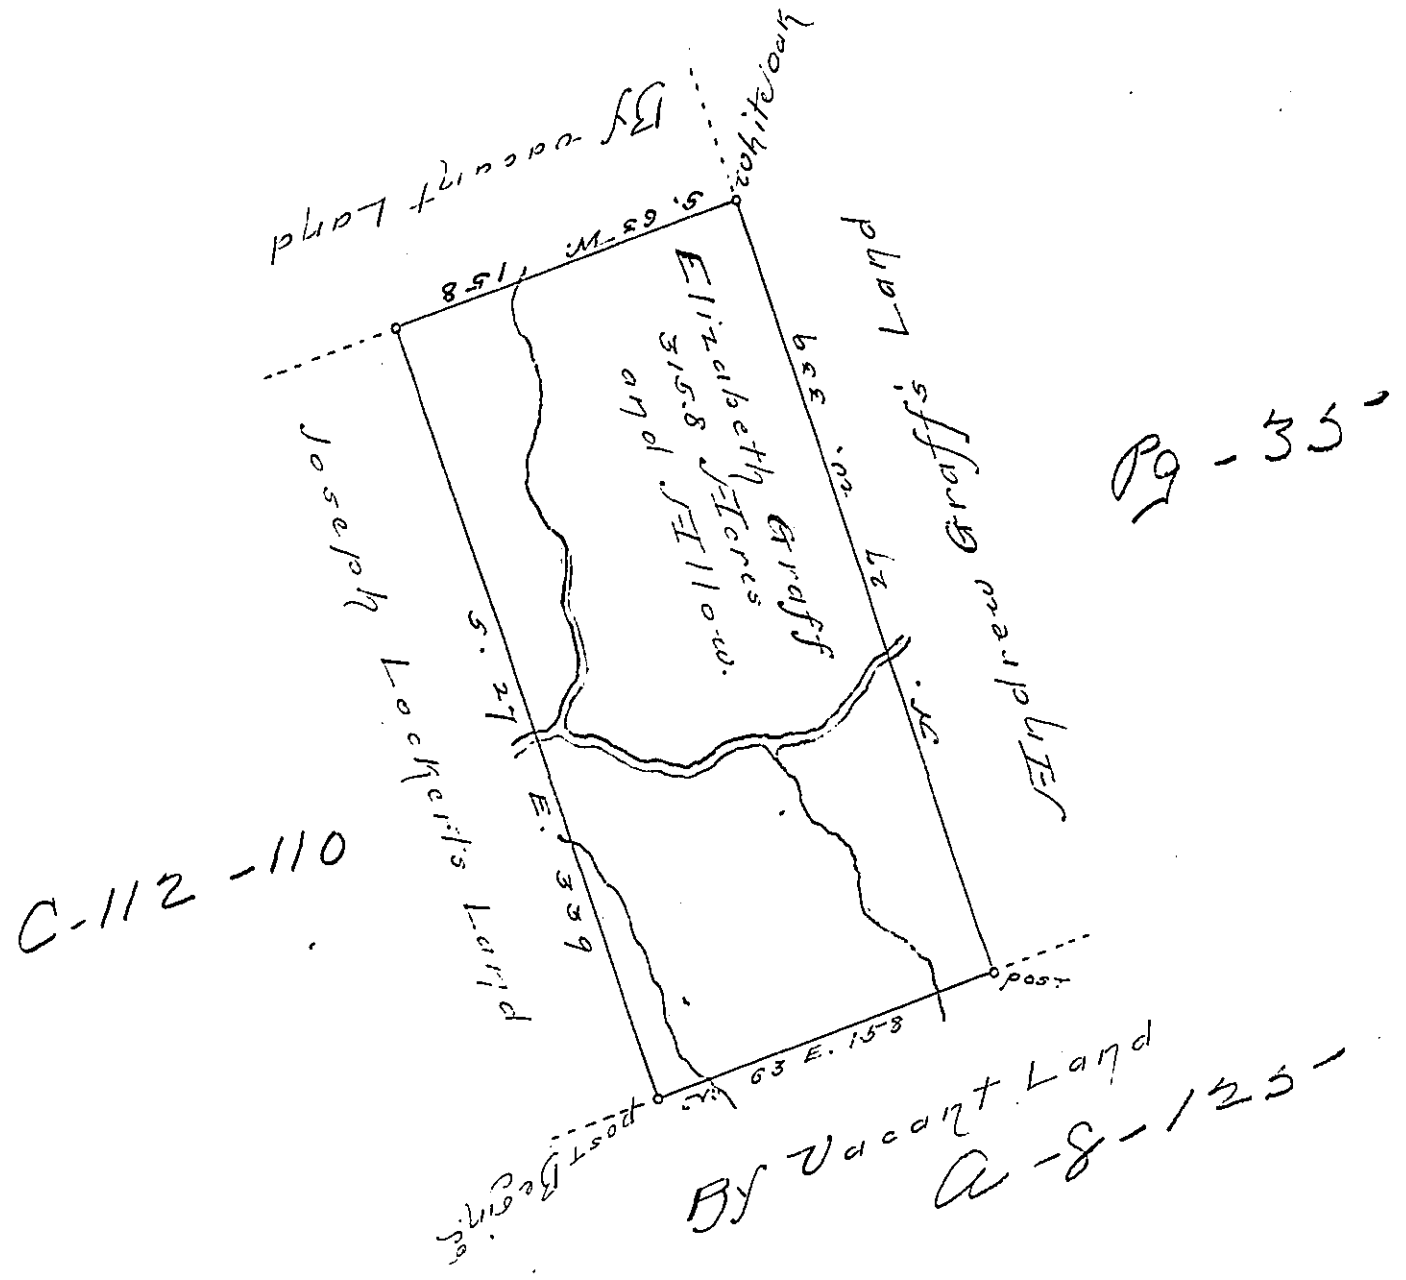 By vacant Land
whiteoak
S. 63 W. 158
Elizabeth Graff
315.8 Acres
and Allow.
N. 27 W. 339
Andrew Graff's Land
Pg-35
Joseph Lockert's Land
S. 27 E. 339
C-112-110
post
N. 63 E. 158
post Begining
By Vacant Land
A-8-125